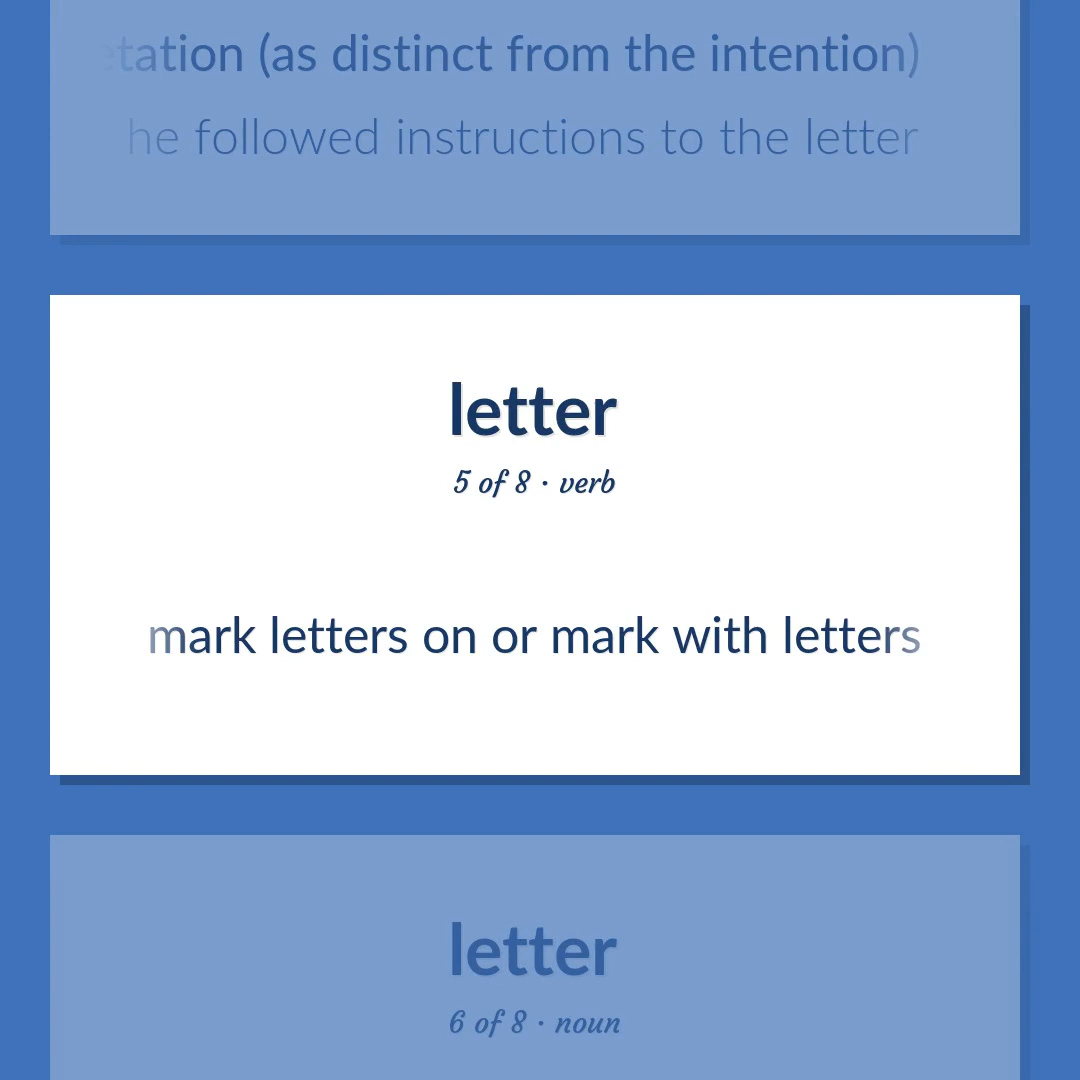 (as distinct from the intention)
he followed instructions to the letter
letter
5 of 8 · verb
mark letters on or mark with letters
letter
6 of 8 · noun